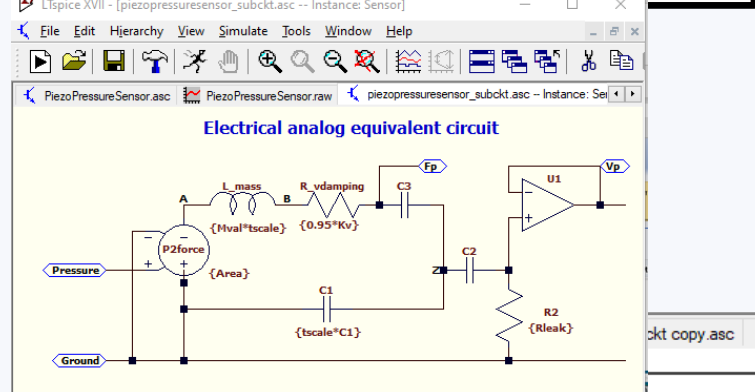 LTspice XVII - [piezopressuresensor_subckt.asc -- Instance: Sensor]
File Edit Hierarchy View Simulate Tools Window Help
PiezoPressureSensor.asc PiezoPressureSensor.raw piezopressuresensor_subckt.asc -- Instance: Se
Electrical analog equivalent circuit
Fp Vp
L_mass R_vdamping C3 U1
A B
{Mval*tscale} {0.95*Kv}
P2force
C2
Pressure {Area} Z
C1
R2
{tscale*C1} {Rleak}
ckt copy.asc
Ground